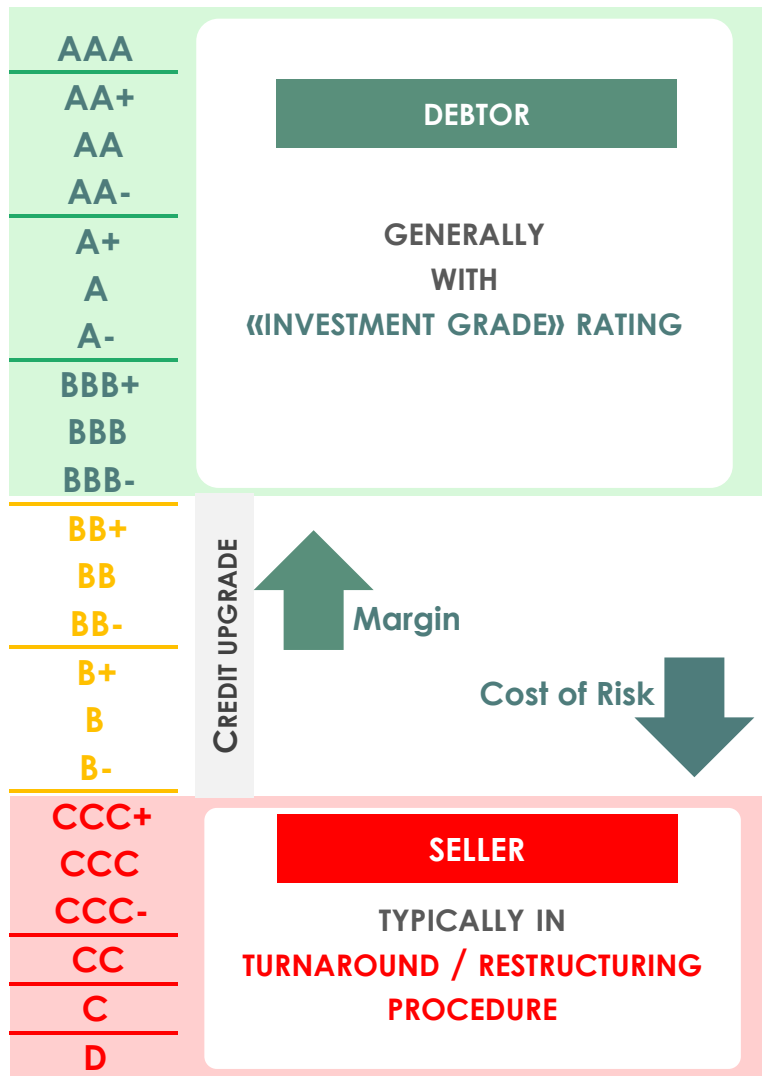 AAA
AA+
AA
AA-
A+
A
A-
BBB+
BBB
BBB-
BB+
BB
BB-
B+
B
B-
CCC+
CCC
CCC-
CC
C
D
DEBTOR
GENERALLY
WITH
«INVESTMENT GRADE» RATING
CREDIT UPGRADE
Margin
Cost of Risk
SELLER
TYPICALLY IN
TURNAROUND / RESTRUCTURING
PROCEDURE